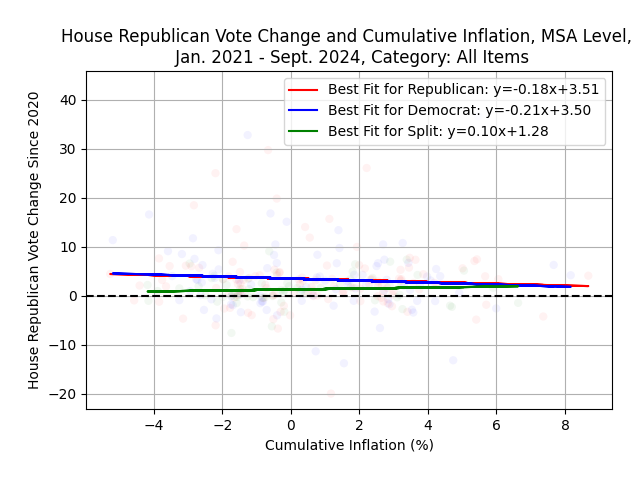 House Republican Vote Change and Cumulative Inflation, MSA Level,
Jan. 2021 - Sept. 2024, Category: All Items
Best Fit for Republican: y=-0.18x+3.51
Best Fit for Democrat: y=-0.21x+3.50
Best Fit for Split: y=0.10x+1.28
House Republican Vote Change Since 2020
40
30
20
10
0
−10
−20
−4
−2
0
2
4
6
8
Cumulative Inflation (%)